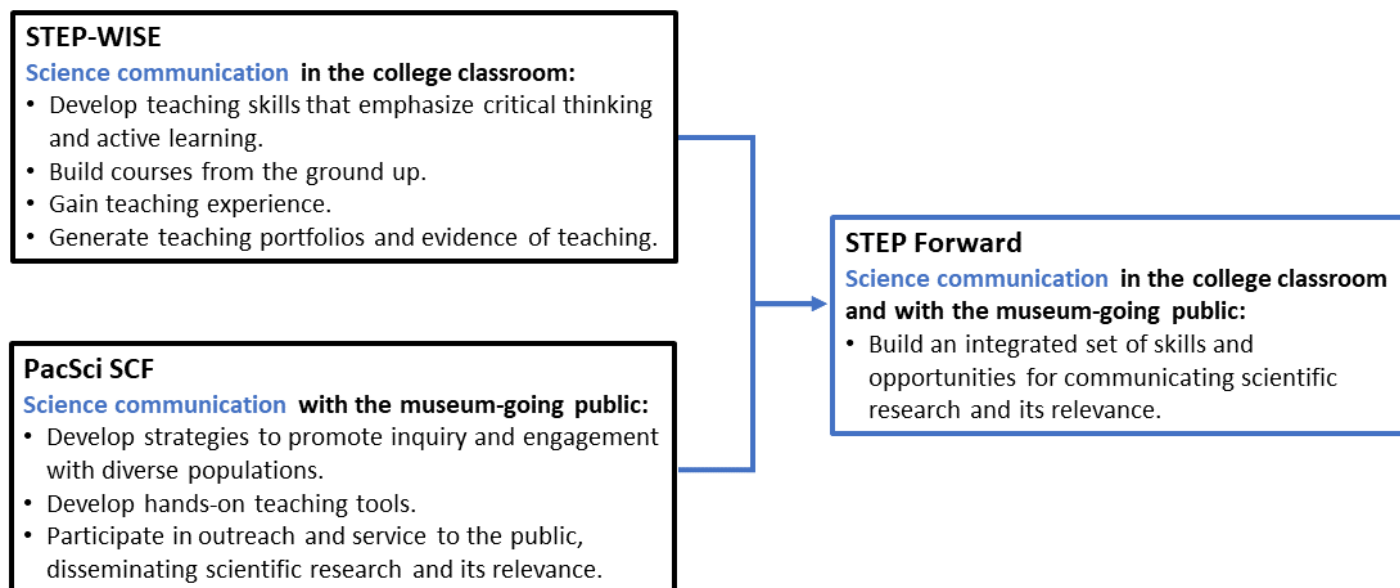 STEP-WISE
Science communication in the college classroom:
• Develop teaching skills that emphasize critical thinking
and active learning.
• Build courses from the ground up.
• Gain teaching experience.
• Generate teaching portfolios and evidence of teaching.
PacSci SCF
Science communication with the museum-going public:
• Develop strategies to promote inquiry and engagement
with diverse populations.
• Develop hands-on teaching tools.
• Participate in outreach and service to the public,
disseminating scientific research and its relevance.
STEP Forward
Science communication in the college classroom
and with the museum-going public:
• Build an integrated set of skills and
opportunities for communicating scientific
research and its relevance.